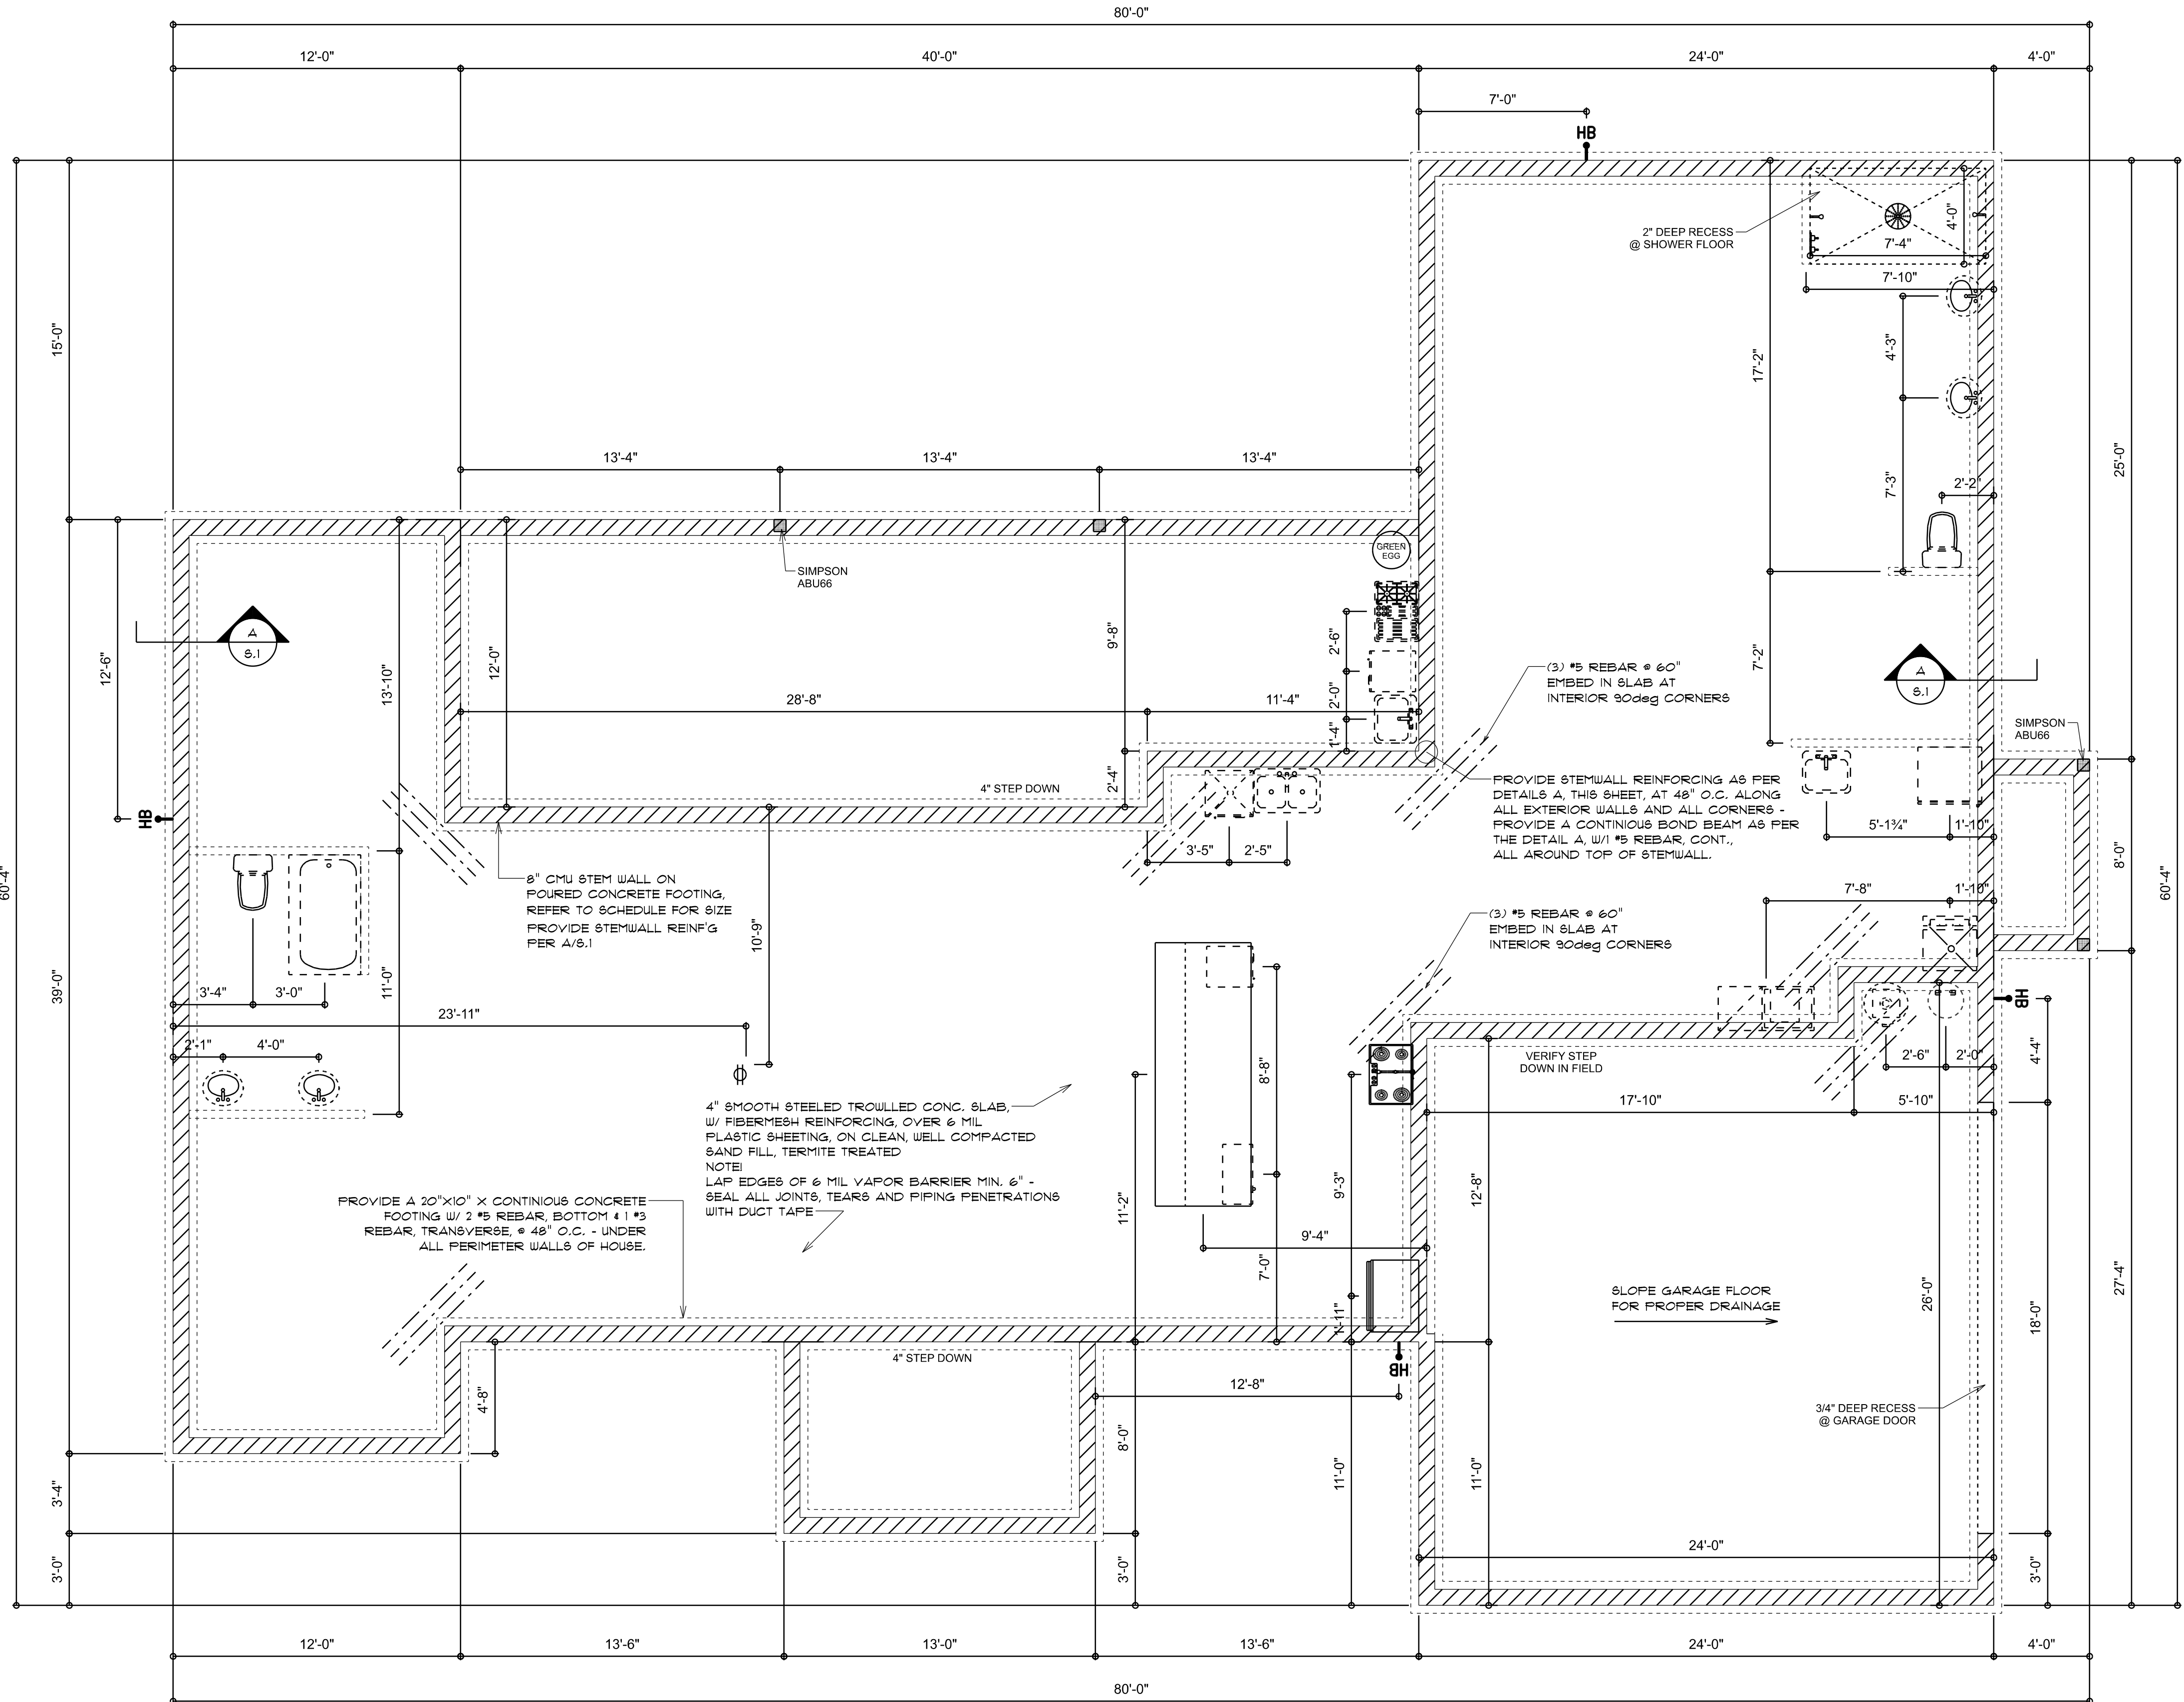 80'-0"
12'-0"
40'-0"
24'-0"
4'-0"
7'-0"
HB
2" DEEP RECESS
@ SHOWER FLOOR
4'-0"
7'-4"
7'-10"
15'-0"
17'-2"
4'-3"
7'-3"
2'-2"
25'-0"
13'-4"
13'-4"
13'-4"
SIMPSON
ABU66
GREEN
EGG
A
S.1
12'-6"
13'-10"
12'-0"
9'-8"
2'-6"
2'-0"
1'-4"
28'-8"
11'-4"
7'-2"
(3) #5 REBAR @ 60"
EMBED IN SLAB AT
INTERIOR 90deg CORNERS
A
S.1
SIMPSON
ABU66
4" STEP DOWN
2'-4"
HB
PROVIDE STEMWALL REINFORCING AS PER
DETAILS A, THIS SHEET, AT 48" O.C. ALONG
ALL EXTERIOR WALLS AND ALL CORNERS -
PROVIDE A CONTINIOUS BOND BEAM AS PER
THE DETAIL A, W/1 #5 REBAR, CONT.,
ALL AROUND TOP OF STEMWALL.
5'-1¾"
1'-10"
8'-0"
60'-4"
60'-4"
3'-5"
2'-5"
8" CMU STEM WALL ON
POURED CONCRETE FOOTING,
REFER TO SCHEDULE FOR SIZE
PROVIDE STEMWALL REINF'G
PER A/S.1
10'-9"
7'-8"
1'-10"
(3) #5 REBAR @ 60"
EMBED IN SLAB AT
INTERIOR 90deg CORNERS
39'-0"
3'-4"
3'-0"
11'-0"
23'-11"
2'-1"
4'-0"
HB
4'-4"
8'-8"
VERIFY STEP
DOWN IN FIELD
2'-6"
2'-0"
17'-10"
5'-10"
4" SMOOTH STEELED TROWLLED CONC. SLAB,
W/ FIBERMESH REINFORCING, OVER 6 MIL
PLASTIC SHEETING, ON CLEAN, WELL COMPACTED
SAND FILL, TERMITE TREATED
NOTE!
LAP EDGES OF 6 MIL VAPOR BARRIER MIN. 6" -
SEAL ALL JOINTS, TEARS AND PIPING PENETRATIONS
WITH DUCT TAPE
PROVIDE A 20"X10" X CONTINIOUS CONCRETE
FOOTING W/ 2 #5 REBAR, BOTTOM & 1 #3
REBAR, TRANSVERSE, @ 48" O.C. - UNDER
ALL PERIMETER WALLS OF HOUSE.
11'-2"
9'-3"
12'-8"
9'-4"
7'-0"
1'-11"
SLOPE GARAGE FLOOR
FOR PROPER DRAINAGE
26'-0"
18'-0"
27'-4"
4" STEP DOWN
HB
12'-8"
4'-8"
3/4" DEEP RECESS
@ GARAGE DOOR
8'-0"
11'-0"
11'-0"
3'-4"
24'-0"
3'-0"
3'-0"
3'-0"
12'-0"
13'-6"
13'-0"
13'-6"
24'-0"
4'-0"
80'-0"